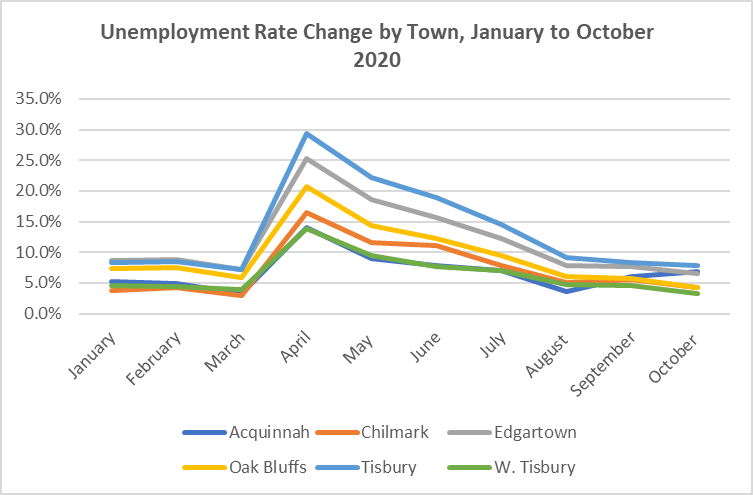 Unemployment Rate Change by Town, January to October
2020
35.0%
30.0%
25.0%
20.0%
15.0%
10.0%
5.0%
0.0%
January
February
March
April
May
June
July
August
September
October
Acquinnah
Chilmark
Edgartown
Oak Bluffs
Tisbury
W. Tisbury